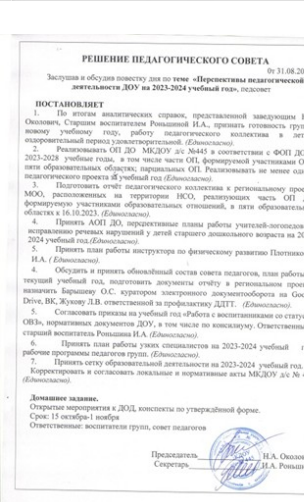 РЕШЕНИЕ ПЕДАГОГИЧЕСКОГО СОВЕТА
От 31.08.20
Заслушав и обсудив повестку дня по теме «Перспективы педагогической
деятельности ДОУ на 2023-2024 учебный год», педсовет
ПОСТАНОВЛЯЕТ
1. По итогам аналитических справок, представленной заведующим Н
Околович, Старшим воспитателем Роньшиной И.А., признать готовность групп
новому учебному году, работу педагогического коллектива в летн
оздоровительный период удовлетворительной. (Единогласно).
2. Реализовывать ОП ДО МКДОУ д/с №445 в соответствии с ФОП ДО
2023-2028 учебные годы, в том числе части ОП, формируемой участниками О
пяти образовательных областях; парциальных ОП. Реализовывать не менее од
педагогического проекта в учебный год. (Единогласно).
3. Подготовить отчёт педагогического коллектива к региональному проек
МОО, расположенных на территории НСО, реализующих часть ОП
формируемую участниками образовательных отношений, в пяти образователь
областях к 16.10.2023. (Единогласно).
4. Принять АОП ДО, перспективные планы работы учителей-логопедов
исправлению речевых нарушений у детей старшего дошкольного возраста на 20
2024 учебный год.(Единогласно).
5. Принять план работы инструктора по физическому развитию Плотнико
И.А. ( Единогласно).
4. Обсудить и принять обновлённый состав совета педагогов, план работы
текущий учебный год, подготовить документы отчёту в региональном проек
назначить Барышеву О.С. куратором электронного документооборота на Goo
Drive, ВК, Жукову Л.В. ответственной за профилактику ДДТТ. (Единогласно).
5. Согласовать приказы на учебный год «Работа с воспитанниками со статус
ОВЗ», нормативных документов ДОУ, в том числе по консилиуму. Ответственны
старший воспитатель Роньшина И.А (Единогласно).
6. Принять план работы узких специалистов на 2023-2024 учебный г
рабочие программы педагогов групп. (Единогласно).
7. Принять сетку образовательной деятельности на 2023-2024 учебный год.
Корректировать и согласовать локальные и нормативные акты МКДОУ д/с №
(Единогласно).
Домашнее задание.
Открытые мероприятия к ДОД, конспекты по утверждённой форме.
Срок: 15 октября-1 ноября
Ответственные: воспитатели групп, совет педагогов
Председатель Н.А. Околов
Секретарь И.А. Роньш